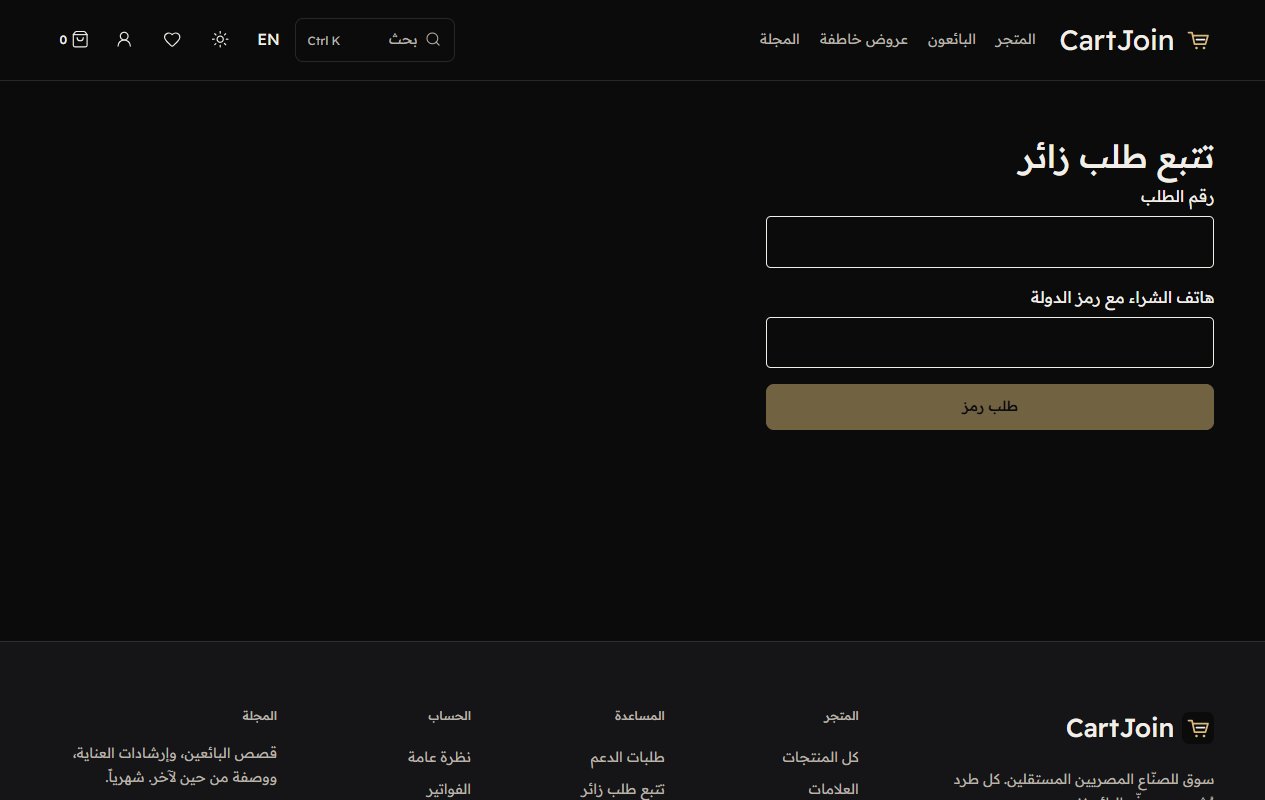 CartJoin
المتجر
البائعون
عروض خاطفة
المجلة
بحث
Ctrl K
EN
0
تتبع طلب زائر
رقم الطلب
هاتف الشراء مع رمز الدولة
طلب رمز
CartJoin
سوق للصنّاع المصريين المستقلين. كل طرد
المتجر
كل المنتجات
العلامات
المساعدة
طلبات الدعم
تتبع طلب زائر
الحساب
نظرة عامة
الفواتير
المجلة
قصص البائعين، وإرشادات العناية،
ووصفة من حين لآخر. شهرياً.